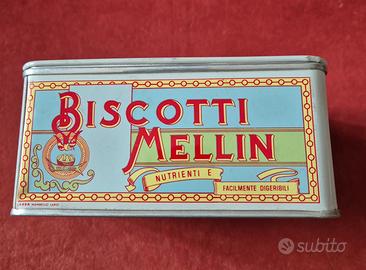 BISCOTTI
MELLIN
NUTRIENTI E
FACILMENTE DIGERIBILI
subito